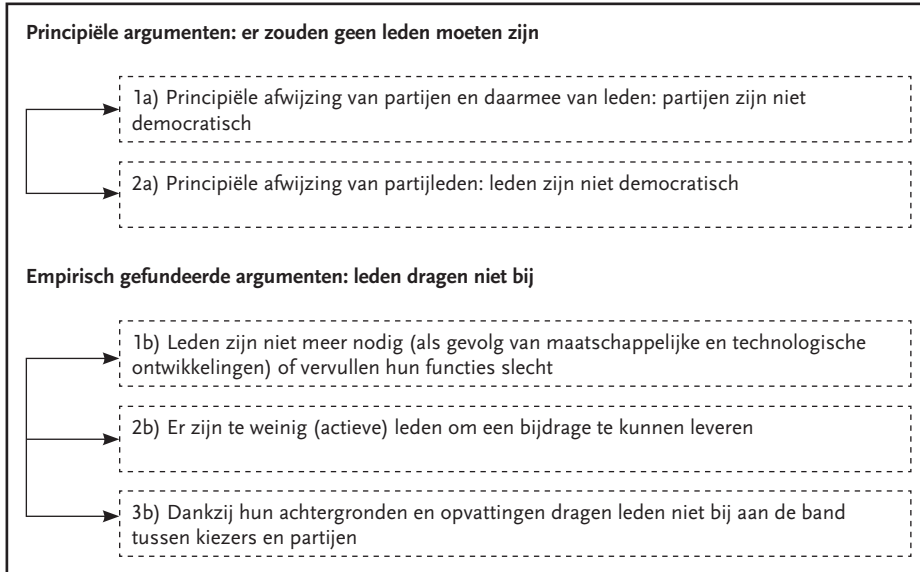 Principiële argumenten: er zouden geen leden moeten zijn
1a) Principiële afwijzing van partijen en daarmee van leden: partijen zijn niet
democratisch
2a) Principiële afwijzing van partijleden: leden zijn niet democratisch
Empirisch gefundeerde argumenten: leden dragen niet bij
1b) Leden zijn niet meer nodig (als gevolg van maatschappelijke en technologische
ontwikkelingen) of vervullen hun functies slecht
2b) Er zijn te weinig (actieve) leden om een bijdrage te kunnen leveren
3b) Dankzij hun achtergronden en opvattingen dragen leden niet bij aan de band
tussen kiezers en partijen